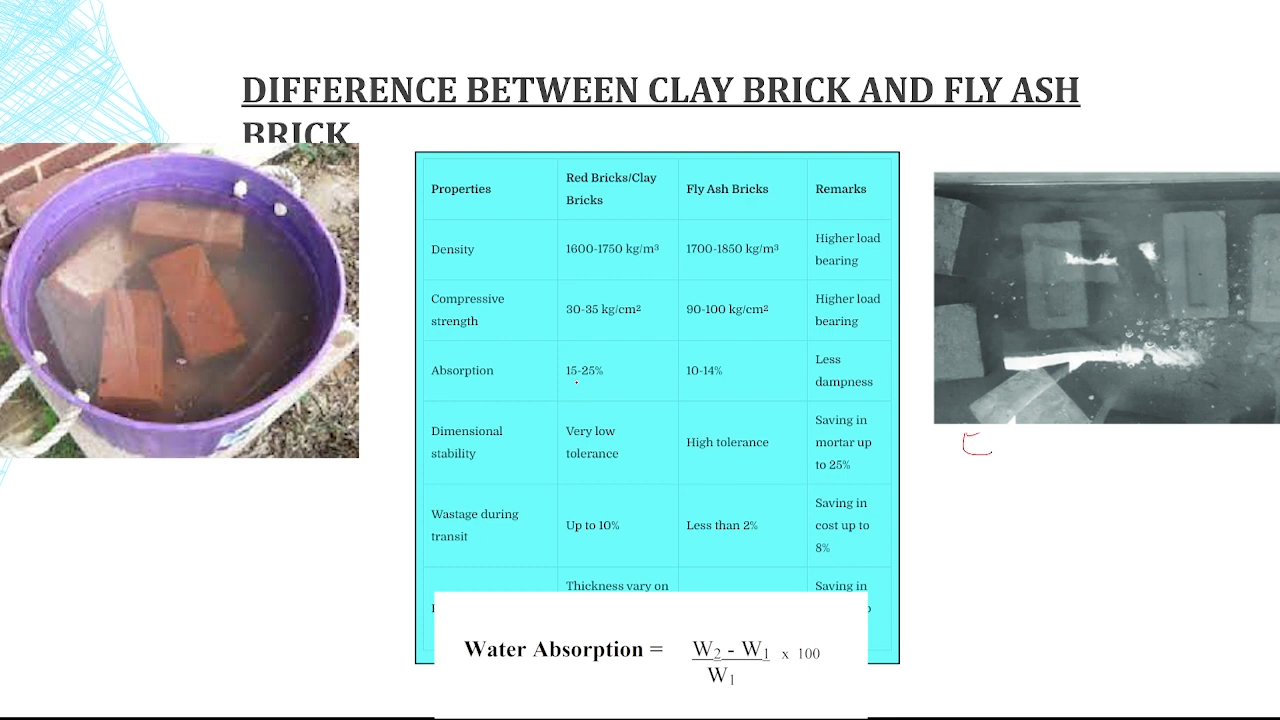 DIFFERENCE BETWEEN CLAY BRICK AND FLY ASH
BRICK
Properties
Red Bricks/Clay
Bricks
Fly Ash Bricks
Remarks
Density
1600-1750 kg/m³
1700-1850 kg/m³
Higher load
bearing
Compressive
strength
30-35 kg/cm²
90-100 kg/cm²
Higher load
bearing
Absorption
15-25%
10-14%
Less
dampness
Dimensional
stability
Very low
tolerance
High tolerance
Saving in
mortar up
to 25%
Wastage during
transit
Up to 10%
Less than 2%
Saving in
cost up to
8%
Thickness vary on
Saving in
Water Absorption = W₂ - W₁ x 100
W₁